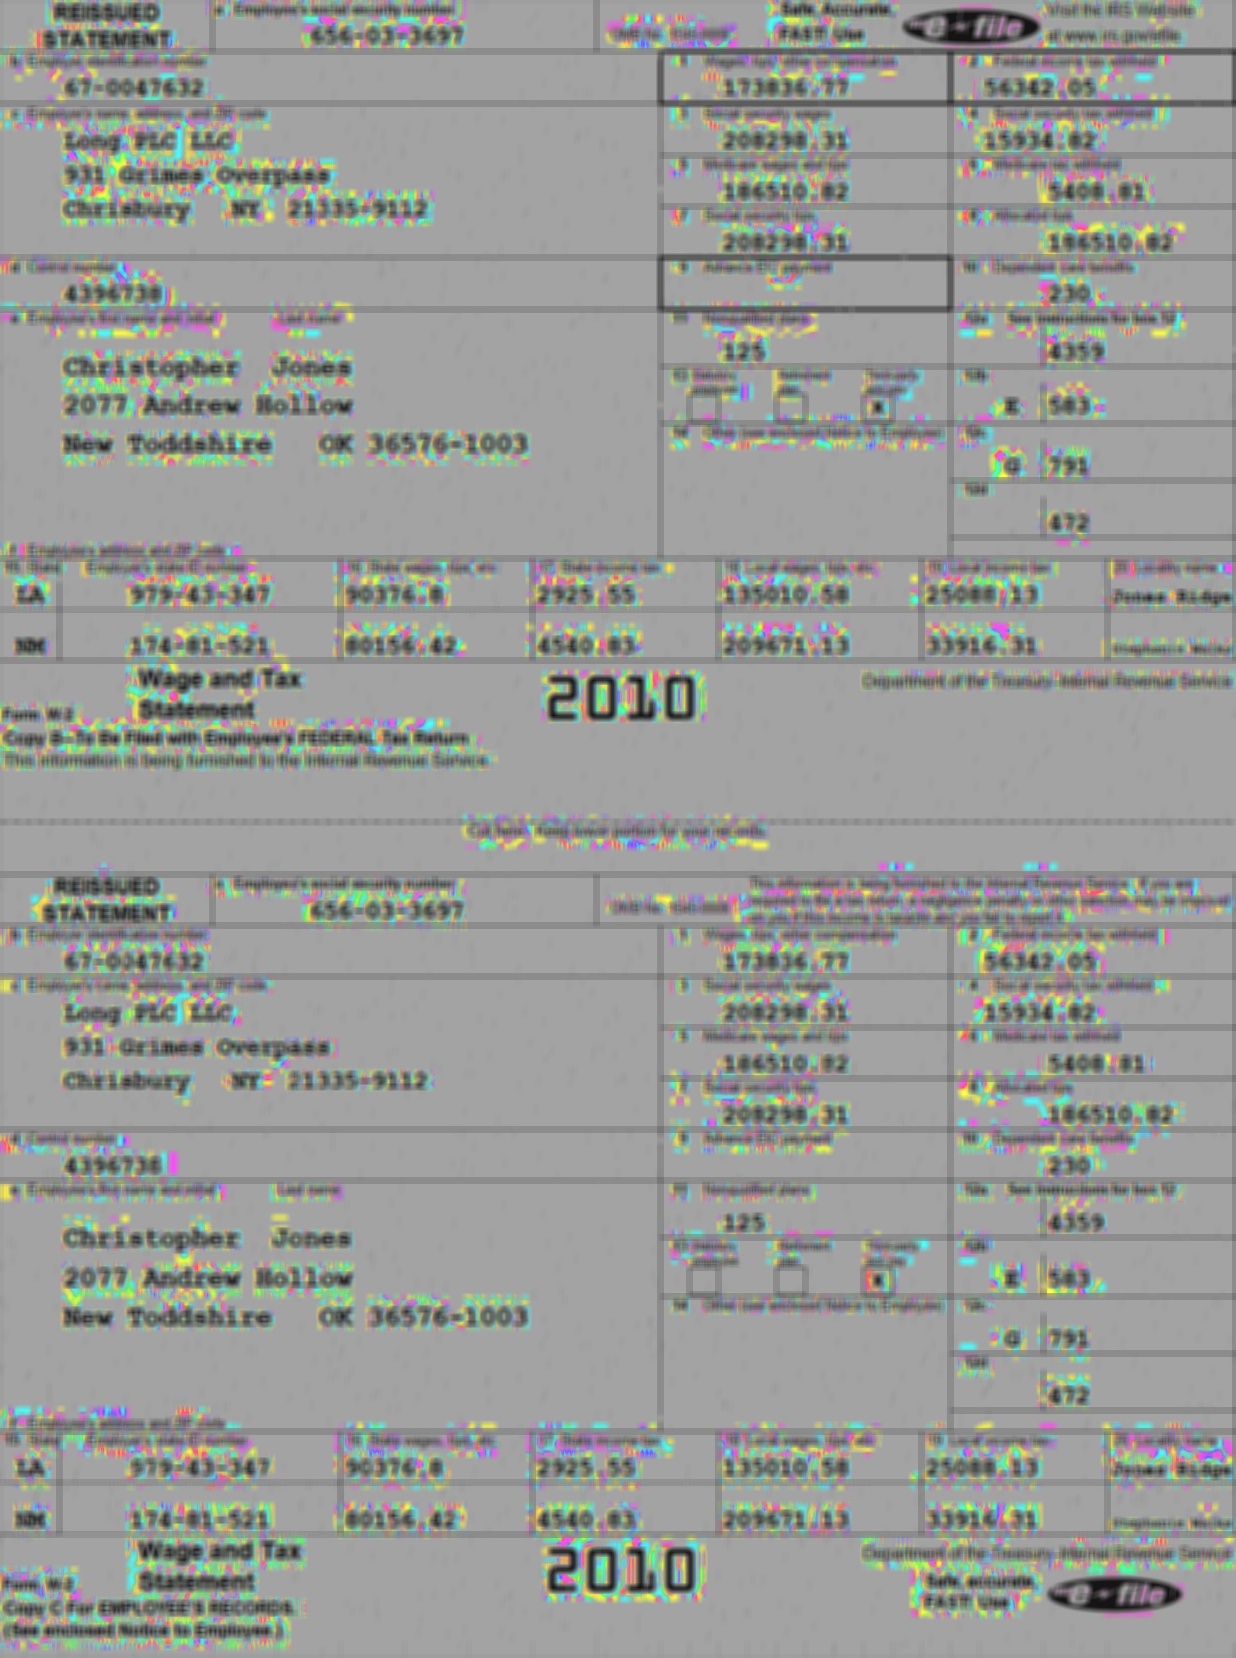 REISSUED STATEMENT
a Employee's social security number
656-03-3697
OMB No. 1545-0008
Safe, Accurate, FAST! Use
e-file
Visit the IRS Website at www.irs.gov/efile
b Employer identification number
67-0047632
1 Wages, tips, other compensation
173836.77
2 Federal income tax withheld
56342.05
c Employer's name, address, and ZIP code
Long PLC LLC
931 Grimes Overpass
Chrisbury NY 21335-9112
3 Social security wages
208298.31
4 Social security tax withheld
15934.82
5 Medicare wages and tips
186510.82
6 Medicare tax withheld
5408.81
7 Social security tips
208298.31
8 Allocated tips
186510.82
d Control number
4396738
9 Advance EIC payment
10 Dependent care benefits
230
e Employee's first name and initial Last name
Christopher Jones
2077 Andrew Hollow
New Toddshire OK 36576-1003
11 Nonqualified plans
125
12a See instructions for box 12
4359
13 Statutory employee
Retirement plan
Third-party sick pay
X
12b
E 583
14 Other (see enclosed Notice to Employee)
12c
G 791
12d
472
f Employee's address and ZIP code
15 State Employer's state ID number 16 State wages, tips, etc. 17 State income tax 18 Local wages, tips, etc. 19 Local income tax 20 Locality name
LA 979-43-347 90376.8 2925.55 135010.58 25088.13 Jones Ridge
NM 174-81-521 80156.42 4540.83 209671.13 33916.31
Form W-2 Wage and Tax Statement
2010
Department of the Treasury-Internal Revenue Service
Copy B—To Be Filed with Employee's FEDERAL Tax Return
This information is being furnished to the Internal Revenue Service.
Cut here. Keep lower portion for your records.
REISSUED STATEMENT
a Employee's social security number
656-03-3697
OMB No. 1545-0008
This information is being furnished to the Internal Revenue Service. If you are
required to file a tax return, a negligence penalty or other sanction may be imposed
on you if this income is taxable and you fail to report it.
b Employer identification number
67-0047632
1 Wages, tips, other compensation
173836.77
2 Federal income tax withheld
56342.05
c Employer's name, address, and ZIP code
Long PLC LLC
931 Grimes Overpass
Chrisbury NY 21335-9112
3 Social security wages
208298.31
4 Social security tax withheld
15934.82
5 Medicare wages and tips
186510.82
6 Medicare tax withheld
5408.81
7 Social security tips
208298.31
8 Allocated tips
186510.82
d Control number
4396738
9 Advance EIC payment
10 Dependent care benefits
230
e Employee's first name and initial Last name
Christopher Jones
2077 Andrew Hollow
New Toddshire OK 36576-1003
11 Nonqualified plans
125
12a See instructions for box 12
4359
13 Statutory employee
Retirement plan
Third-party sick pay
X
12b
E 583
14 Other (see enclosed Notice to Employee)
12c
G 791
12d
472
f Employee's address and ZIP code
15 State Employer's state ID number 16 State wages, tips, etc. 17 State income tax 18 Local wages, tips, etc. 19 Local income tax 20 Locality name
LA 979-43-347 90376.8 2925.55 135010.58 25088.13 Jones Ridge
NM 174-81-521 80156.42 4540.83 209671.13 33916.31
Form W-2 Wage and Tax Statement
2010
Department of the Treasury-Internal Revenue Service
Copy C For EMPLOYEE'S RECORDS.
(See enclosed Notice to Employee.)
Safe, accurate, FAST! Use
e-file